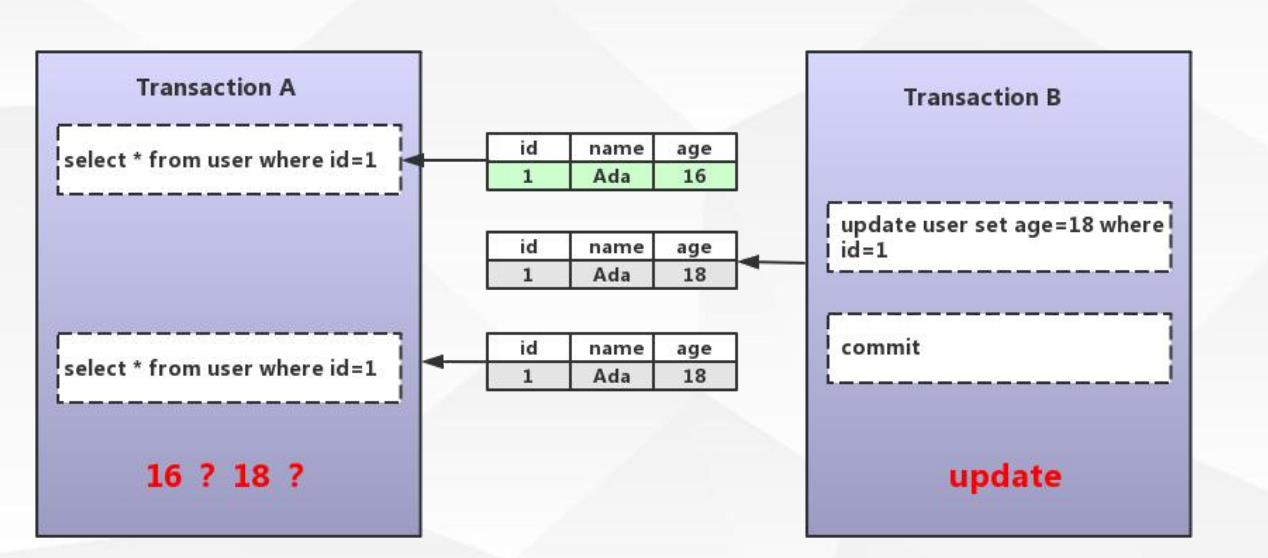 Transaction A
select * from user where id=1
select * from user where id=1
16 ? 18 ?
id name age
1 Ada 16
id name age
1 Ada 18
id name age
1 Ada 18
Transaction B
update user set age=18 where
id=1
commit
update